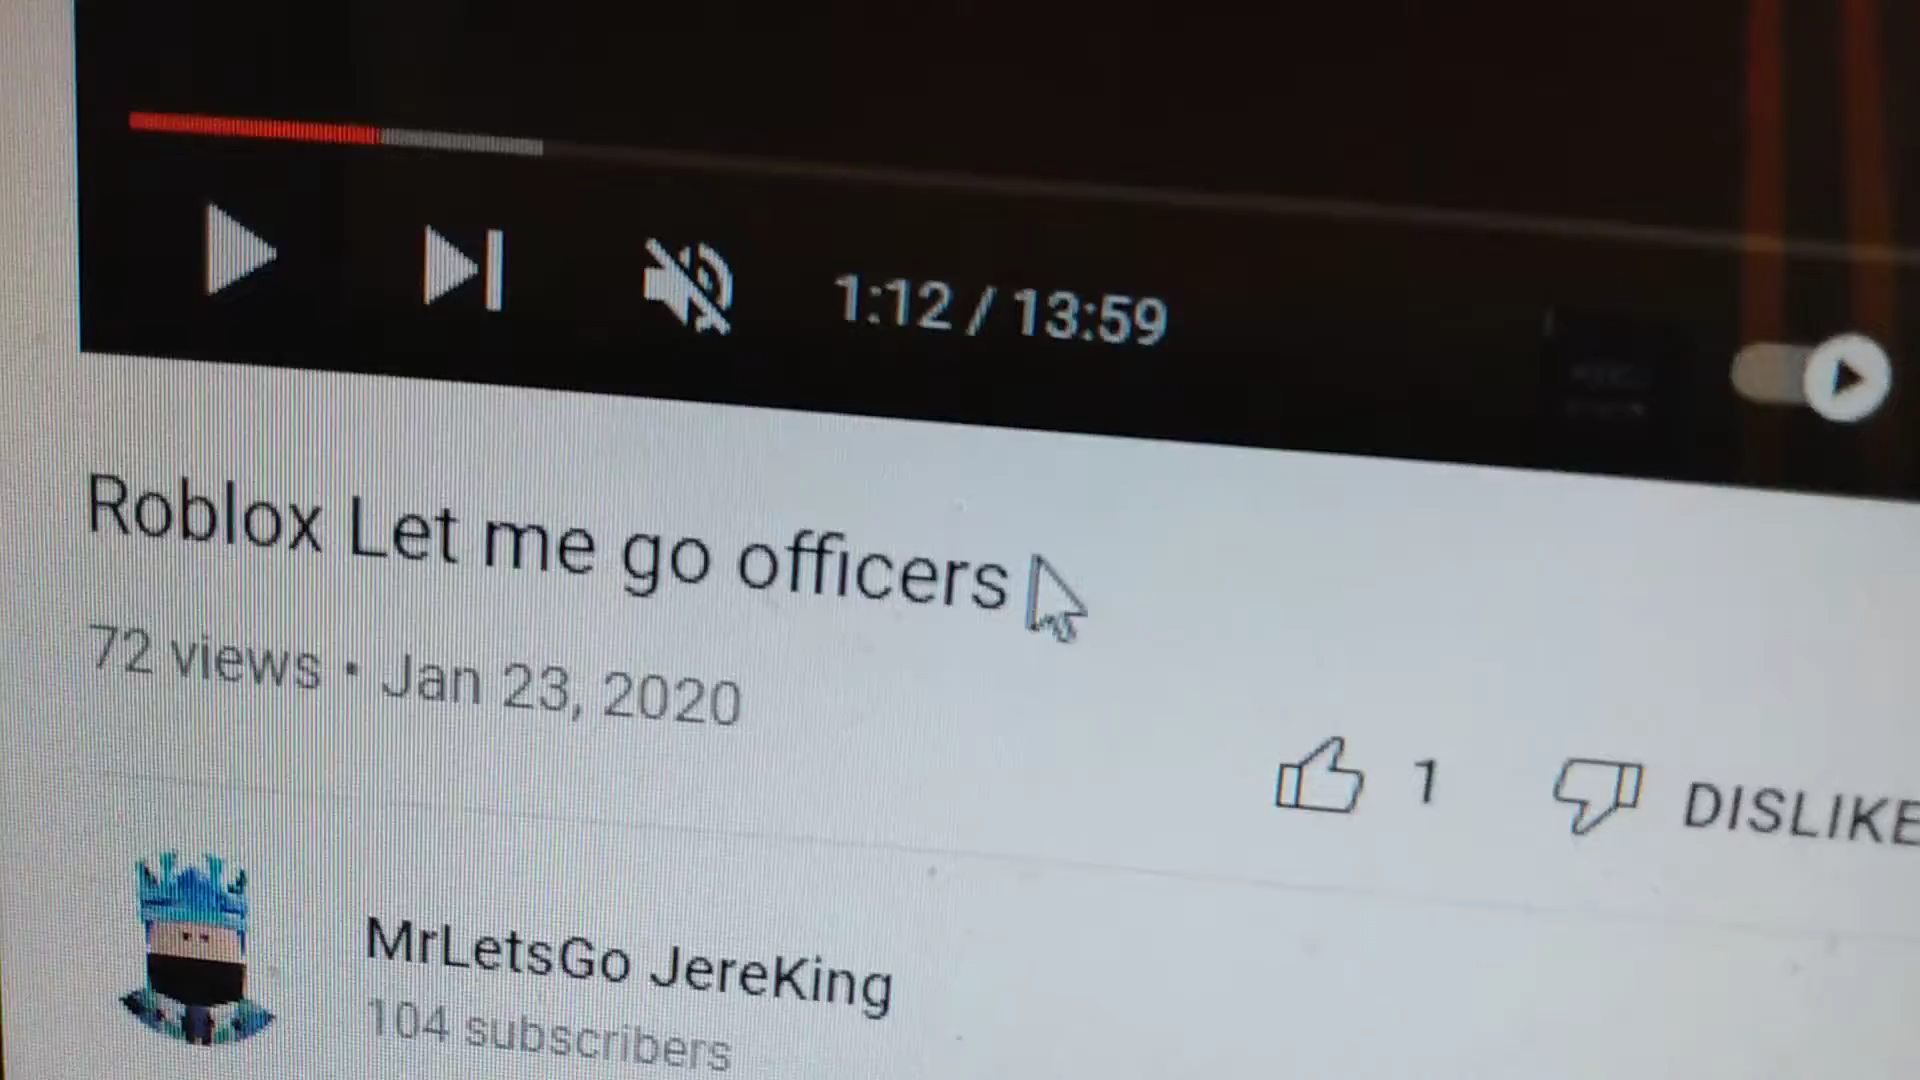 1:12 / 13:59
Roblox Let me go officers
72 views • Jan 23, 2020
1
DISLIKE
MrLetsGo JereKing
104 subscribers